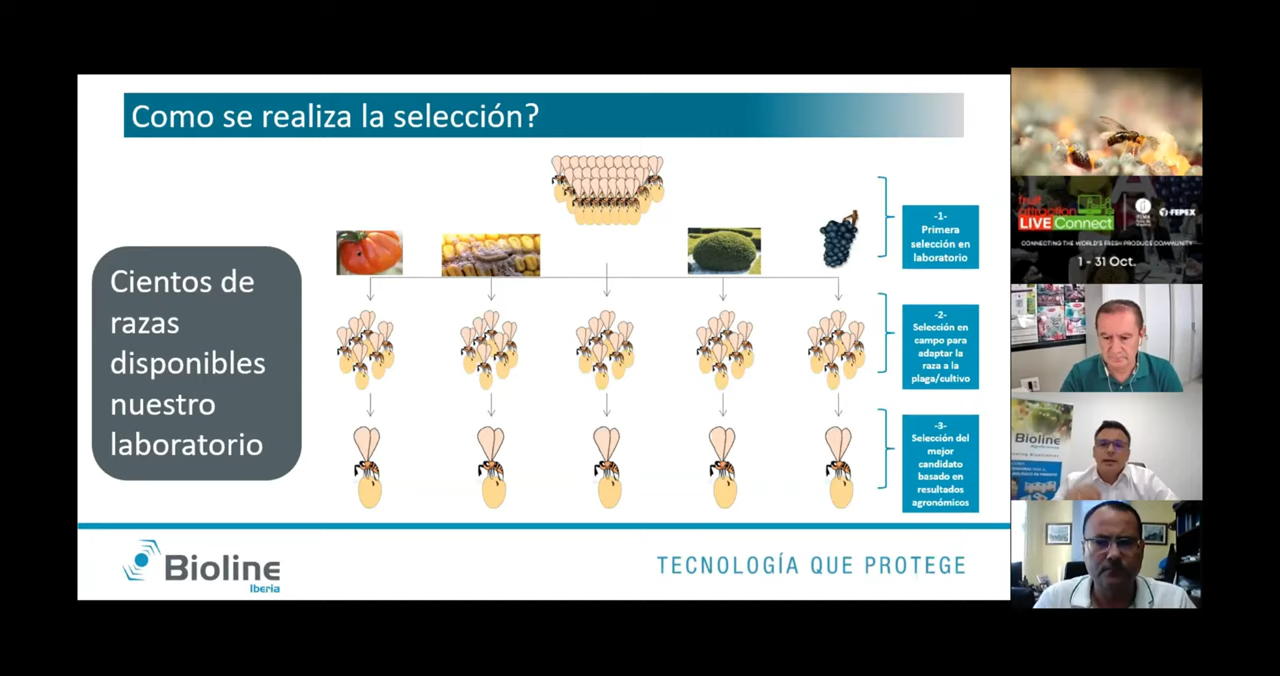 Como se realiza la selección?
Cientos de
razas
disponibles
nuestro
laboratorio
-1-
Primera
selección en
laboratorio
-2-
Selección en
campo para
adaptar la
raza a la
plaga/cultivo
-3-
Selección del
mejor
candidato
basado en
resultados
agronómicos
Bioline
Iberia
TECNOLOGÍA QUE PROTEGE
fruit
attraction
LIVE Connect
FEPEX
CONNECTING THE WORLD'S FRESH PRODUCE COMMUNITY
1 - 31 Oct.
Bioline